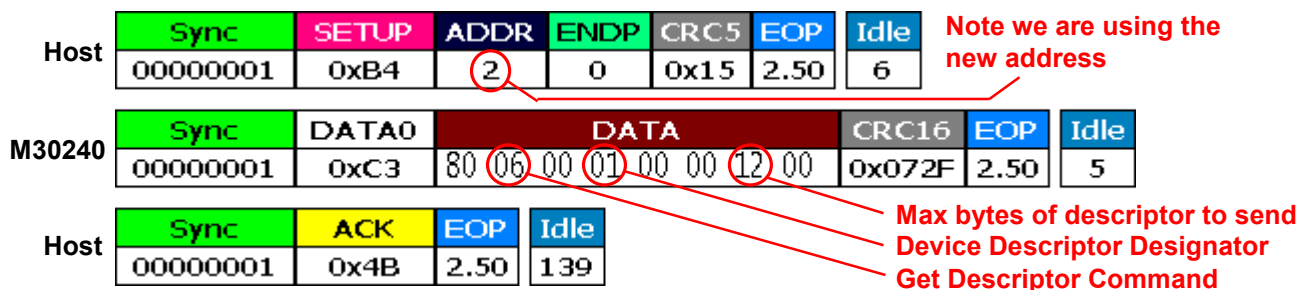 Sync SETUP ADDR ENDP CRC5 EOP Idle
Host
00000001 0xB4 2 0 0x15 2.50 6
Note we are using the
new address
Sync DATA0 DATA CRC16 EOP Idle
M30240
00000001 0xC3 80 06 00 01 00 00 12 00 0x072F 2.50 5
Sync ACK EOP Idle
Host
00000001 0x4B 2.50 139
Max bytes of descriptor to send
Device Descriptor Designator
Get Descriptor Command